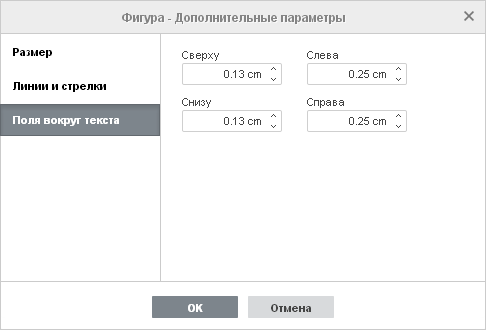 Фигура - Дополнительные параметры
Размер
Линии и стрелки
Поля вокруг текста
Сверху Слева
0.13 cm 0.25 cm
Снизу Справа
0.13 cm 0.25 cm
OK Отмена